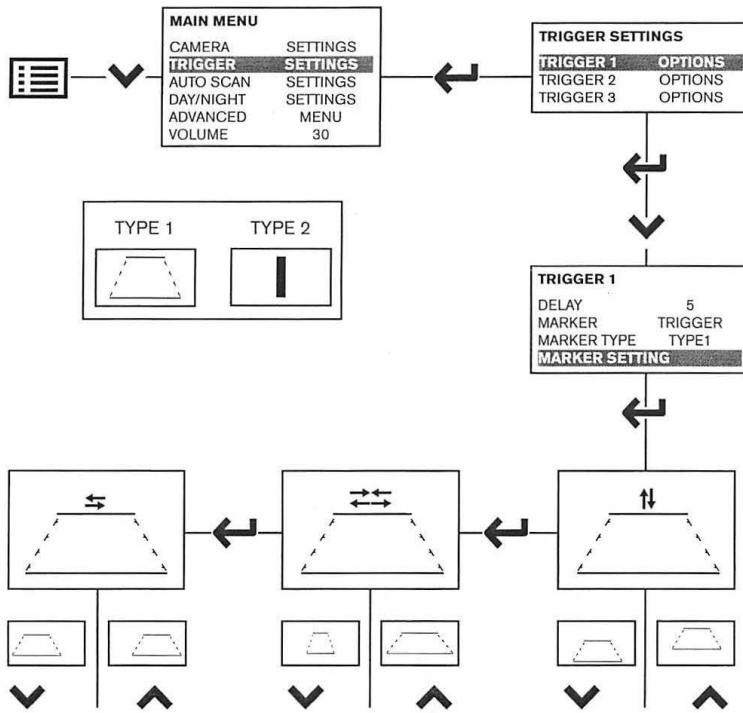 MAIN MENU
CAMERA SETTINGS
TRIGGER SETTINGS
AUTO SCAN SETTINGS
DAY/NIGHT SETTINGS
ADVANCED MENU
VOLUME 30
TRIGGER SETTINGS
TRIGGER 1 OPTIONS
TRIGGER 2 OPTIONS
TRIGGER 3 OPTIONS
TYPE 1 TYPE 2
TRIGGER 1
DELAY 5
MARKER TRIGGER
MARKER TYPE TYPE1
MARKER SETTING